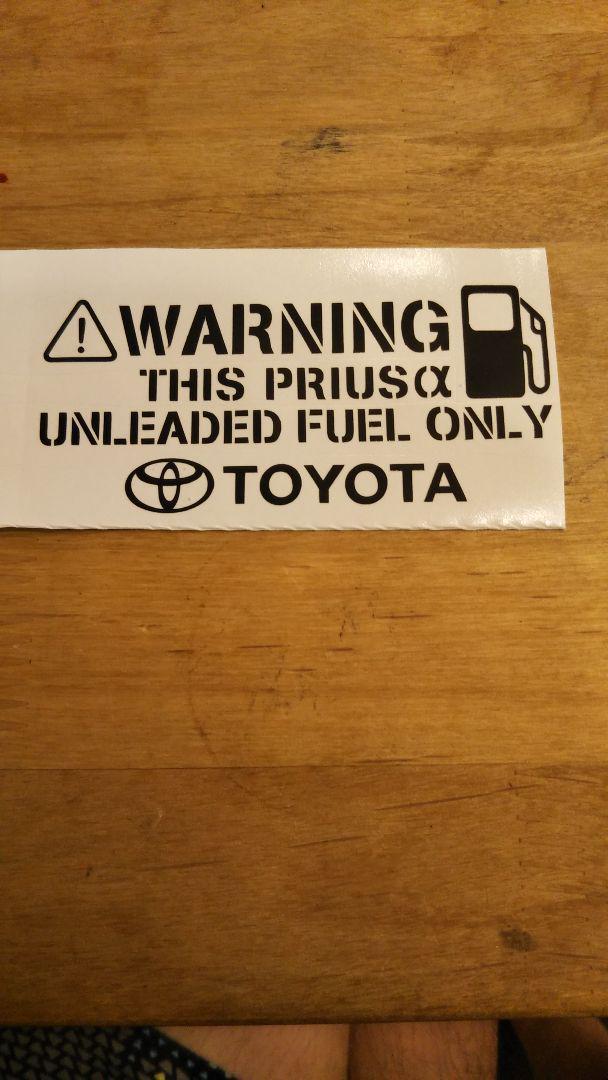 WARNING
THIS PRIUSα
UNLEADED FUEL ONLY
TOYOTA